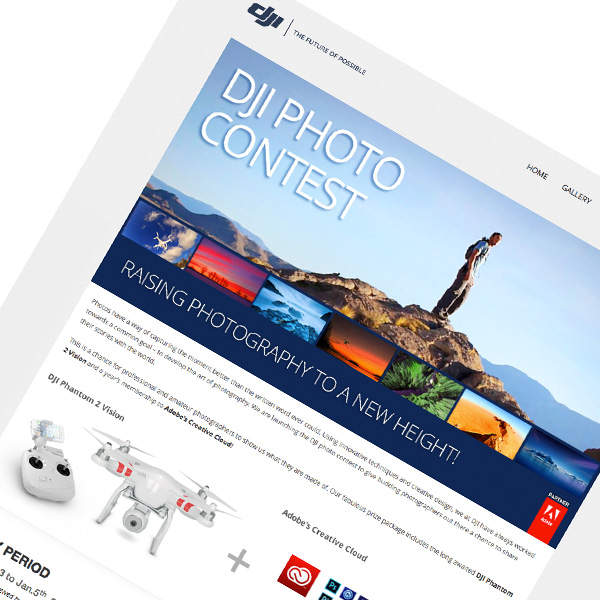 dji THE FUTURE OF POSSIBLE
HOME GALLERY
DJI PHOTO
CONTEST
RAISING PHOTOGRAPHY TO A NEW HEIGHT!
PARTNER
Adobe
Photos have a way of capturing the moment better than the written word ever could. Using innovative techniques and creative design, we at DJI have always worked
towards a common goal - to develop the art of photography. We are launching the DJI photo contest to give budding photographers out there a chance to share
their stories with the world.
This is a chance for professional and amateur photographers to show us what they are made of. Our fabulous prize package includes the long awaited DJI Phantom
2 Vision and a year's membership to Adobe's Creative Cloud!
DJI Phantom 2 Vision
+
Adobe's Creative Cloud
Ps
PERIOD
3 to Jan.5th,